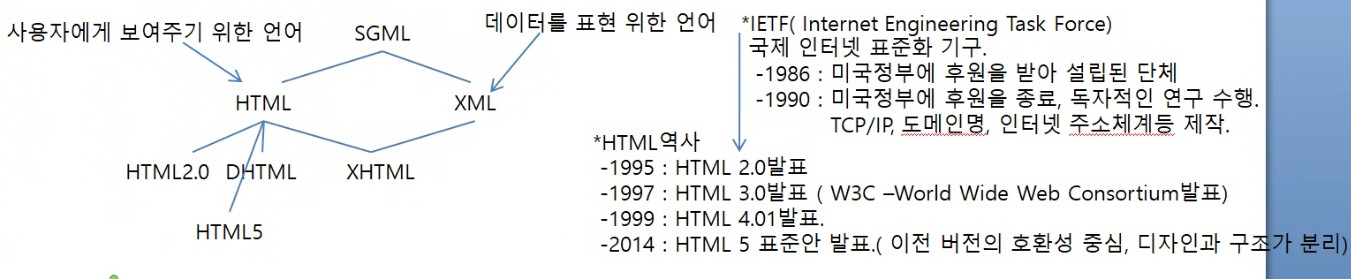 사용자에게 보여주기 위한 언어
SGML
데이터를 표현 위한 언어
HTML
XML
HTML2.0
DHTML
XHTML
HTML5
*IETF( Internet Engineering Task Force)
국제 인터넷 표준화 기구.
-1986 : 미국정부에 후원을 받아 설립된 단체
-1990 : 미국정부에 후원을 종료, 독자적인 연구 수행.
TCP/IP, 도메인명, 인터넷 주소체계등 제작.
*HTML역사
-1995 : HTML 2.0발표
-1997 : HTML 3.0발표 ( W3C –World Wide Web Consortium발표)
-1999 : HTML 4.01발표.
-2014 : HTML 5 표준안 발표.( 이전 버전의 호환성 중심, 디자인과 구조가 분리)